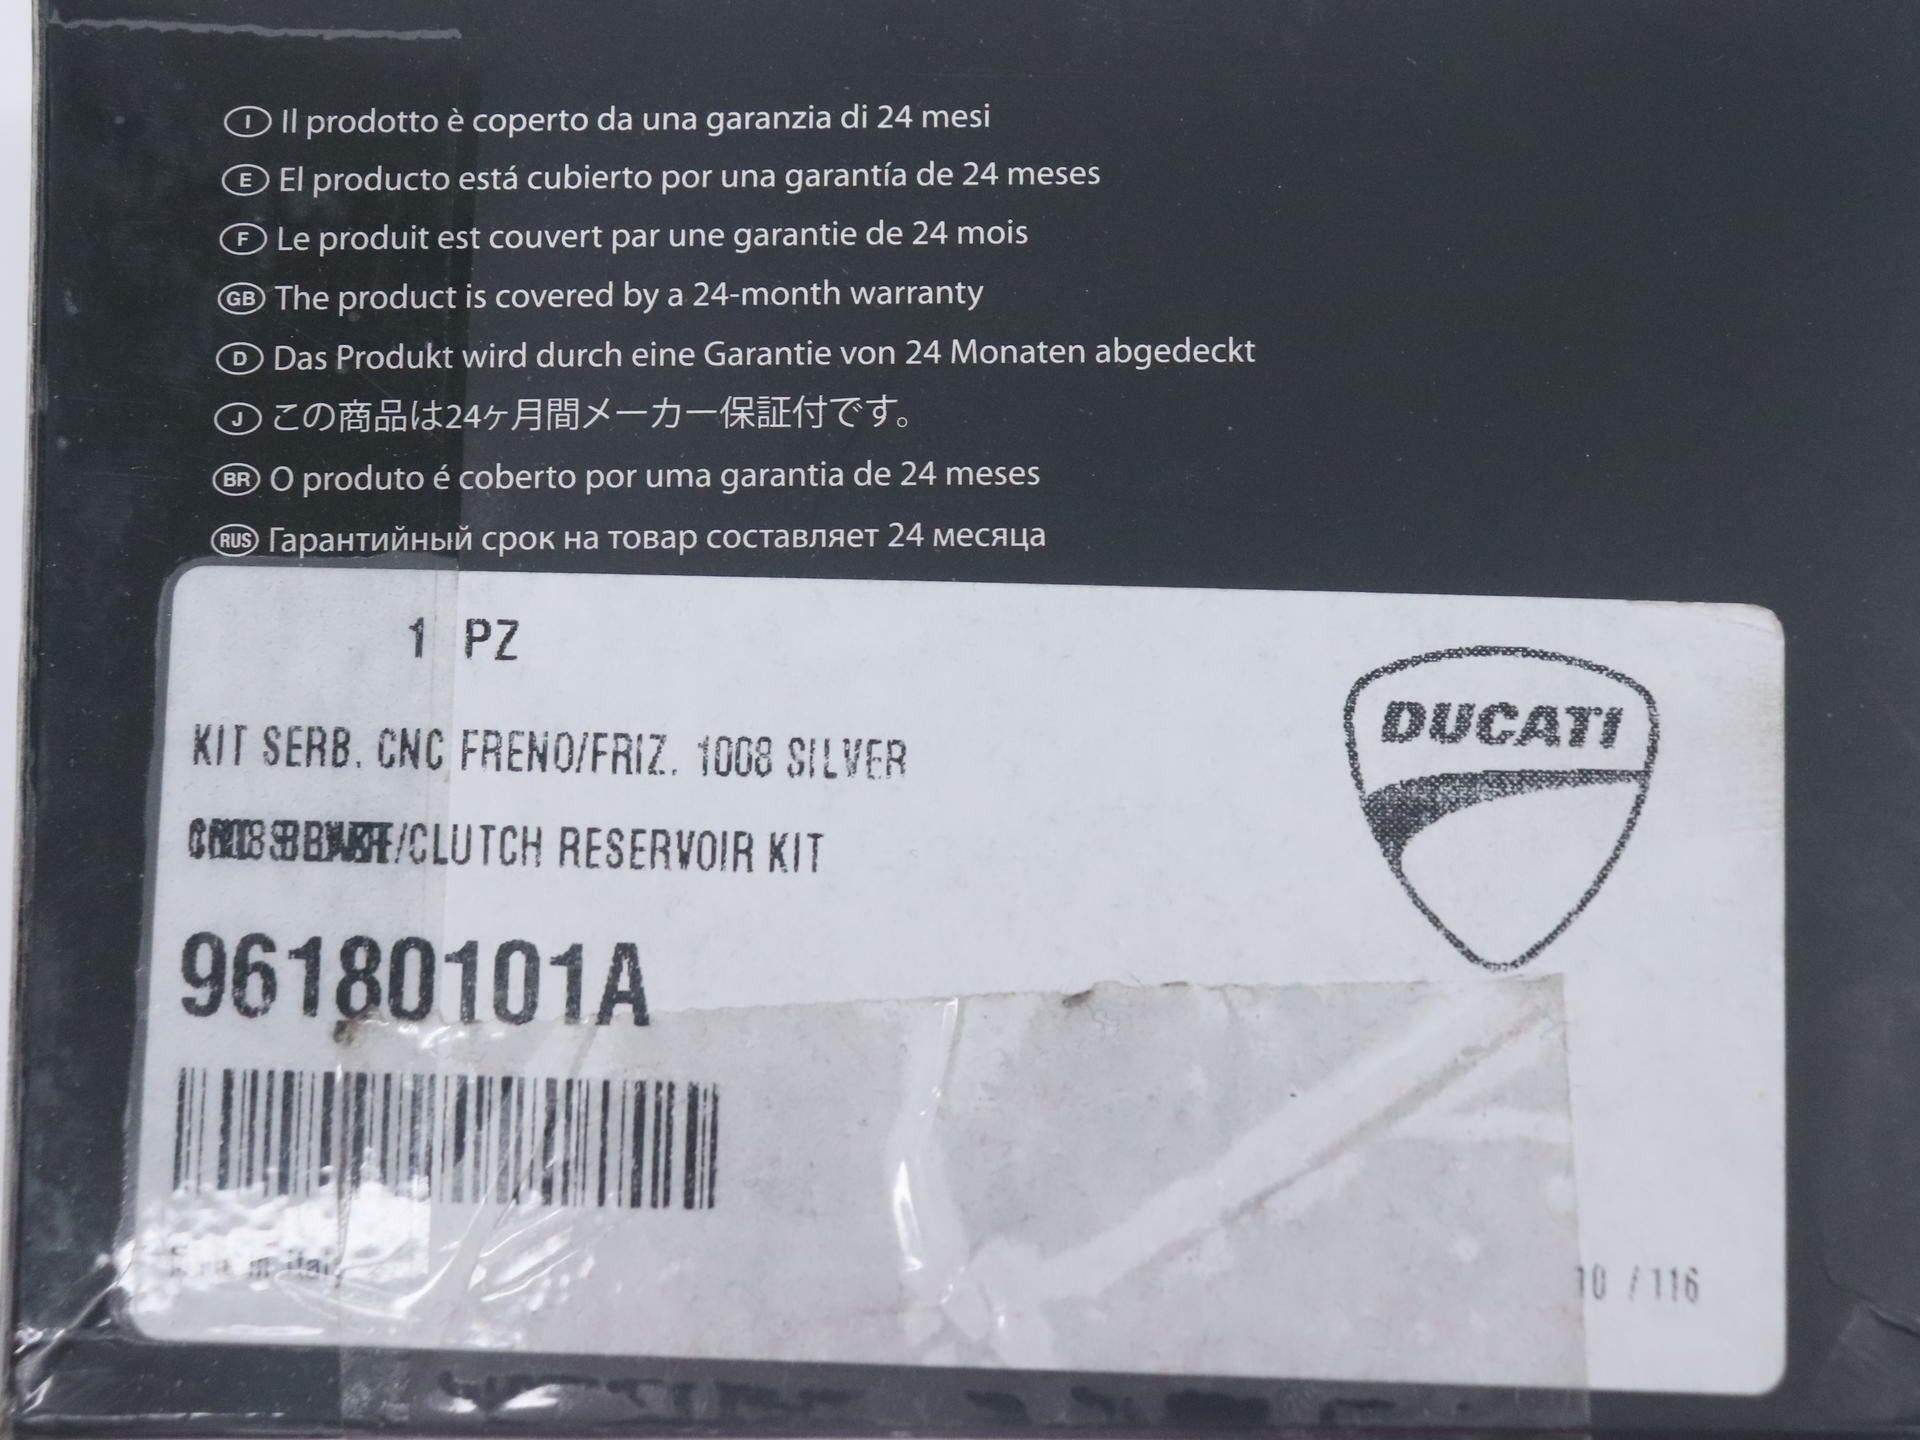 I Il prodotto è coperto da una garanzia di 24 mesi
E El producto está cubierto por una garantía de 24 meses
F Le produit est couvert par une garantie de 24 mois
GB The product is covered by a 24-month warranty
D Das Produkt wird durch eine Garantie von 24 Monaten abgedeckt
J この商品は24ヶ月間メーカー保証付です。
BR O produto é coberto por uma garantia de 24 meses
RUS Гарантийный срок на товар составляет 24 месяца
1 PZ
DUCATI
KIT SERB. CNC FRENO/FRIZ. 1008 SILVER
/CLUTCH RESERVOIR KIT
96180101A
in Italy
10 / 116